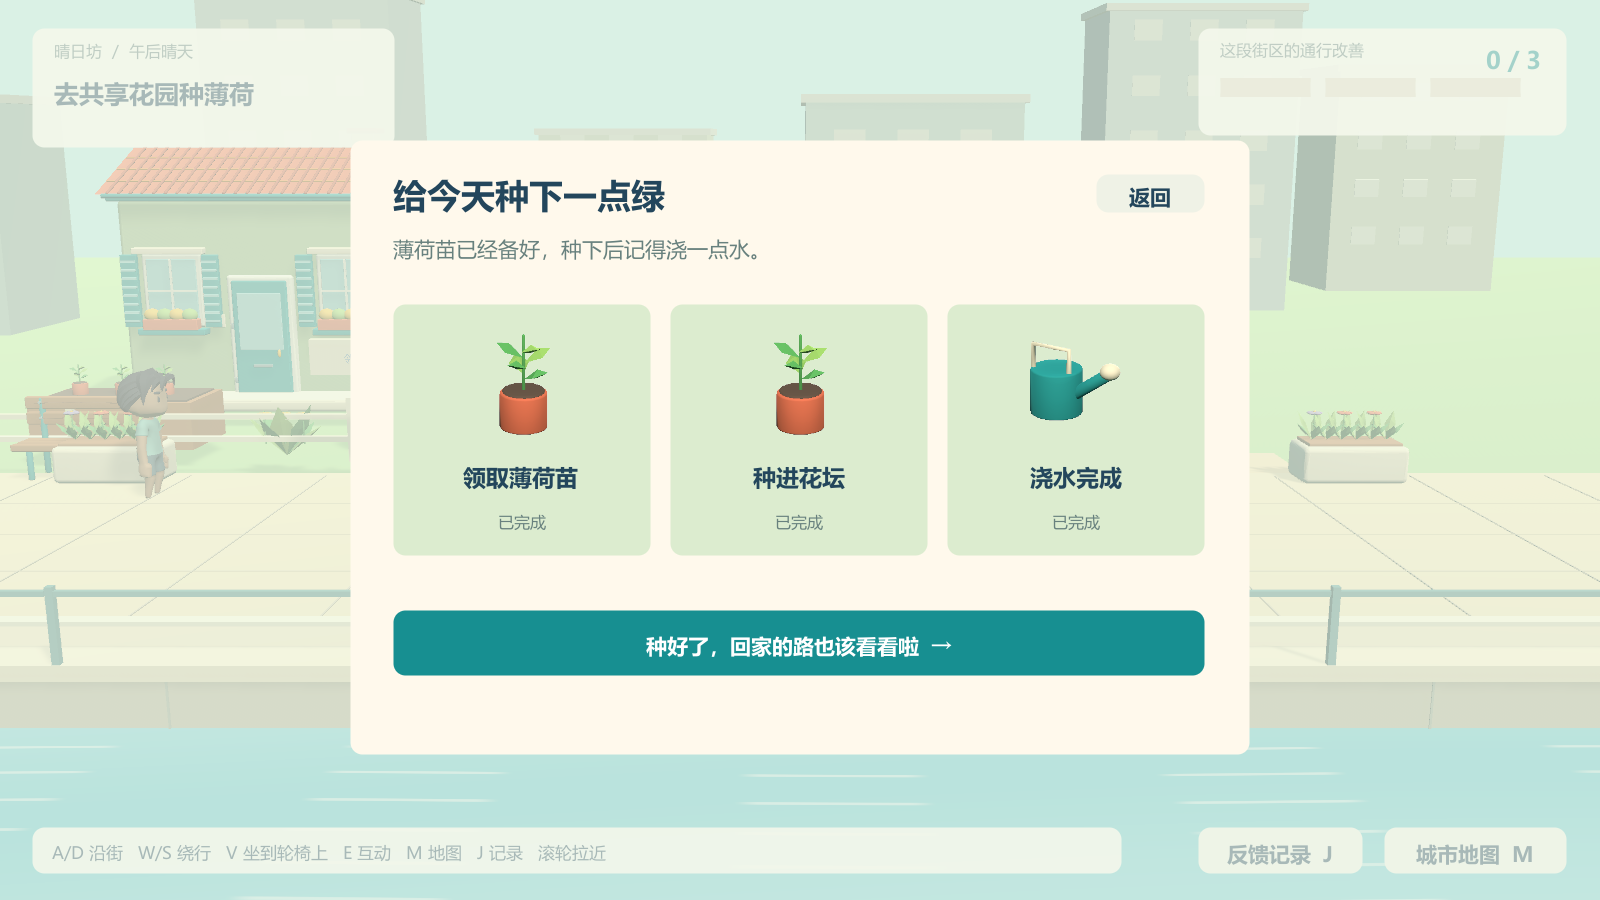 晴日坊 / 午后晴天
去共享花园种薄荷
这段街区的通行改善
0 / 3
给今天种下一点绿
返回
薄荷苗已经备好，种下后记得浇一点水。
领取薄荷苗
已完成
种进花坛
已完成
浇水完成
已完成
种好了，回家的路也该看看啦 →
A/D 沿街 W/S 绕行 V 坐到轮椅上 E 互动 M 地图 J 记录 滚轮拉近
反馈记录 J
城市地图 M